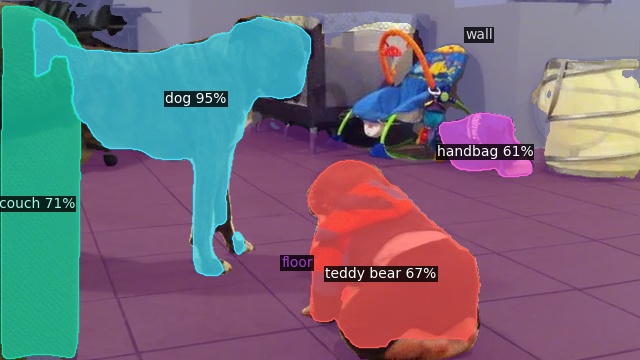 wall
dog 95%
handbag 61%
couch 71%
floor
teddy bear 67%